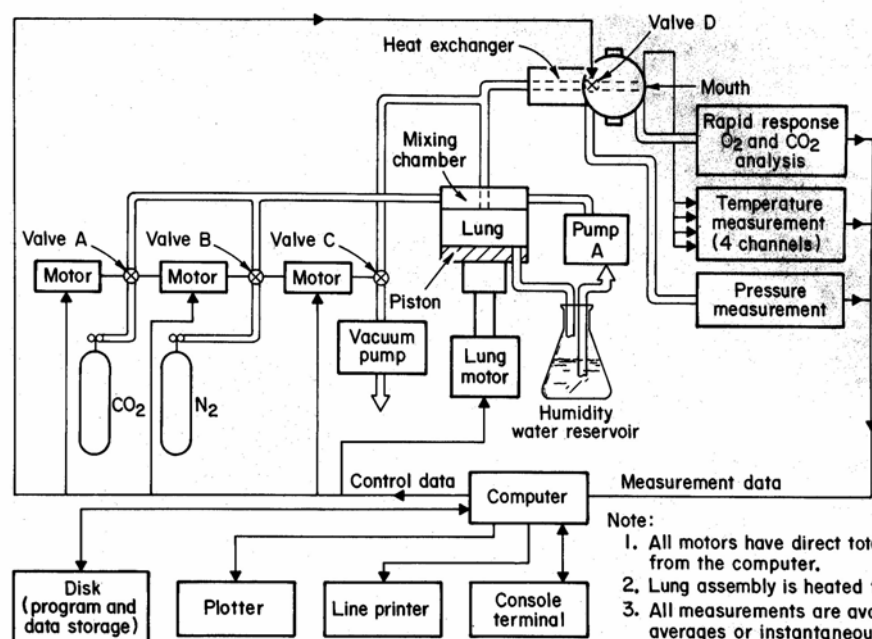 Valve D
Heat exchanger
Mouth
Rapid response
O2 and CO2
analysis
Mixing
chamber
Lung
Temperature
measurement
(4 channels)
Valve A
Valve B
Valve C
Pump
A
Motor
Motor
Motor
Piston
Pressure
measurement
Vacuum
pump
Lung
motor
CO2
N2
Humidity
water reservoir
Control data
Computer
Measurement data
Note:
1. All motors have direct
from the computer.
2. Lung assembly is heated
3. All measurements are
averages or
Disk
(program and
data storage)
Plotter
Line printer
Console
terminal